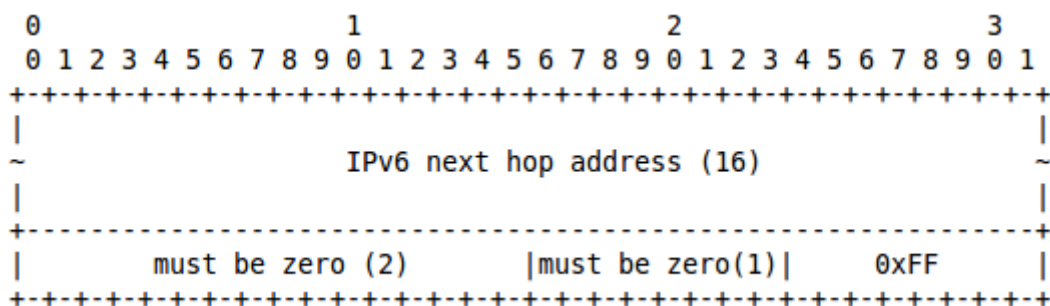 0                   1                   2                   3
0 1 2 3 4 5 6 7 8 9 0 1 2 3 4 5 6 7 8 9 0 1 2 3 4 5 6 7 8 9 0 1
+-+-+-+-+-+-+-+-+-+-+-+-+-+-+-+-+-+-+-+-+-+-+-+-+-+-+-+-+-+-+-+-+
|                                                               |
~                    IPv6 next hop address (16)                 ~
|                                                               |
+---------------------------------------------------------------+
|        must be zero (2)       |must be zero(1)|     0xFF      |
+-+-+-+-+-+-+-+-+-+-+-+-+-+-+-+-+-+-+-+-+-+-+-+-+-+-+-+-+-+-+-+-+